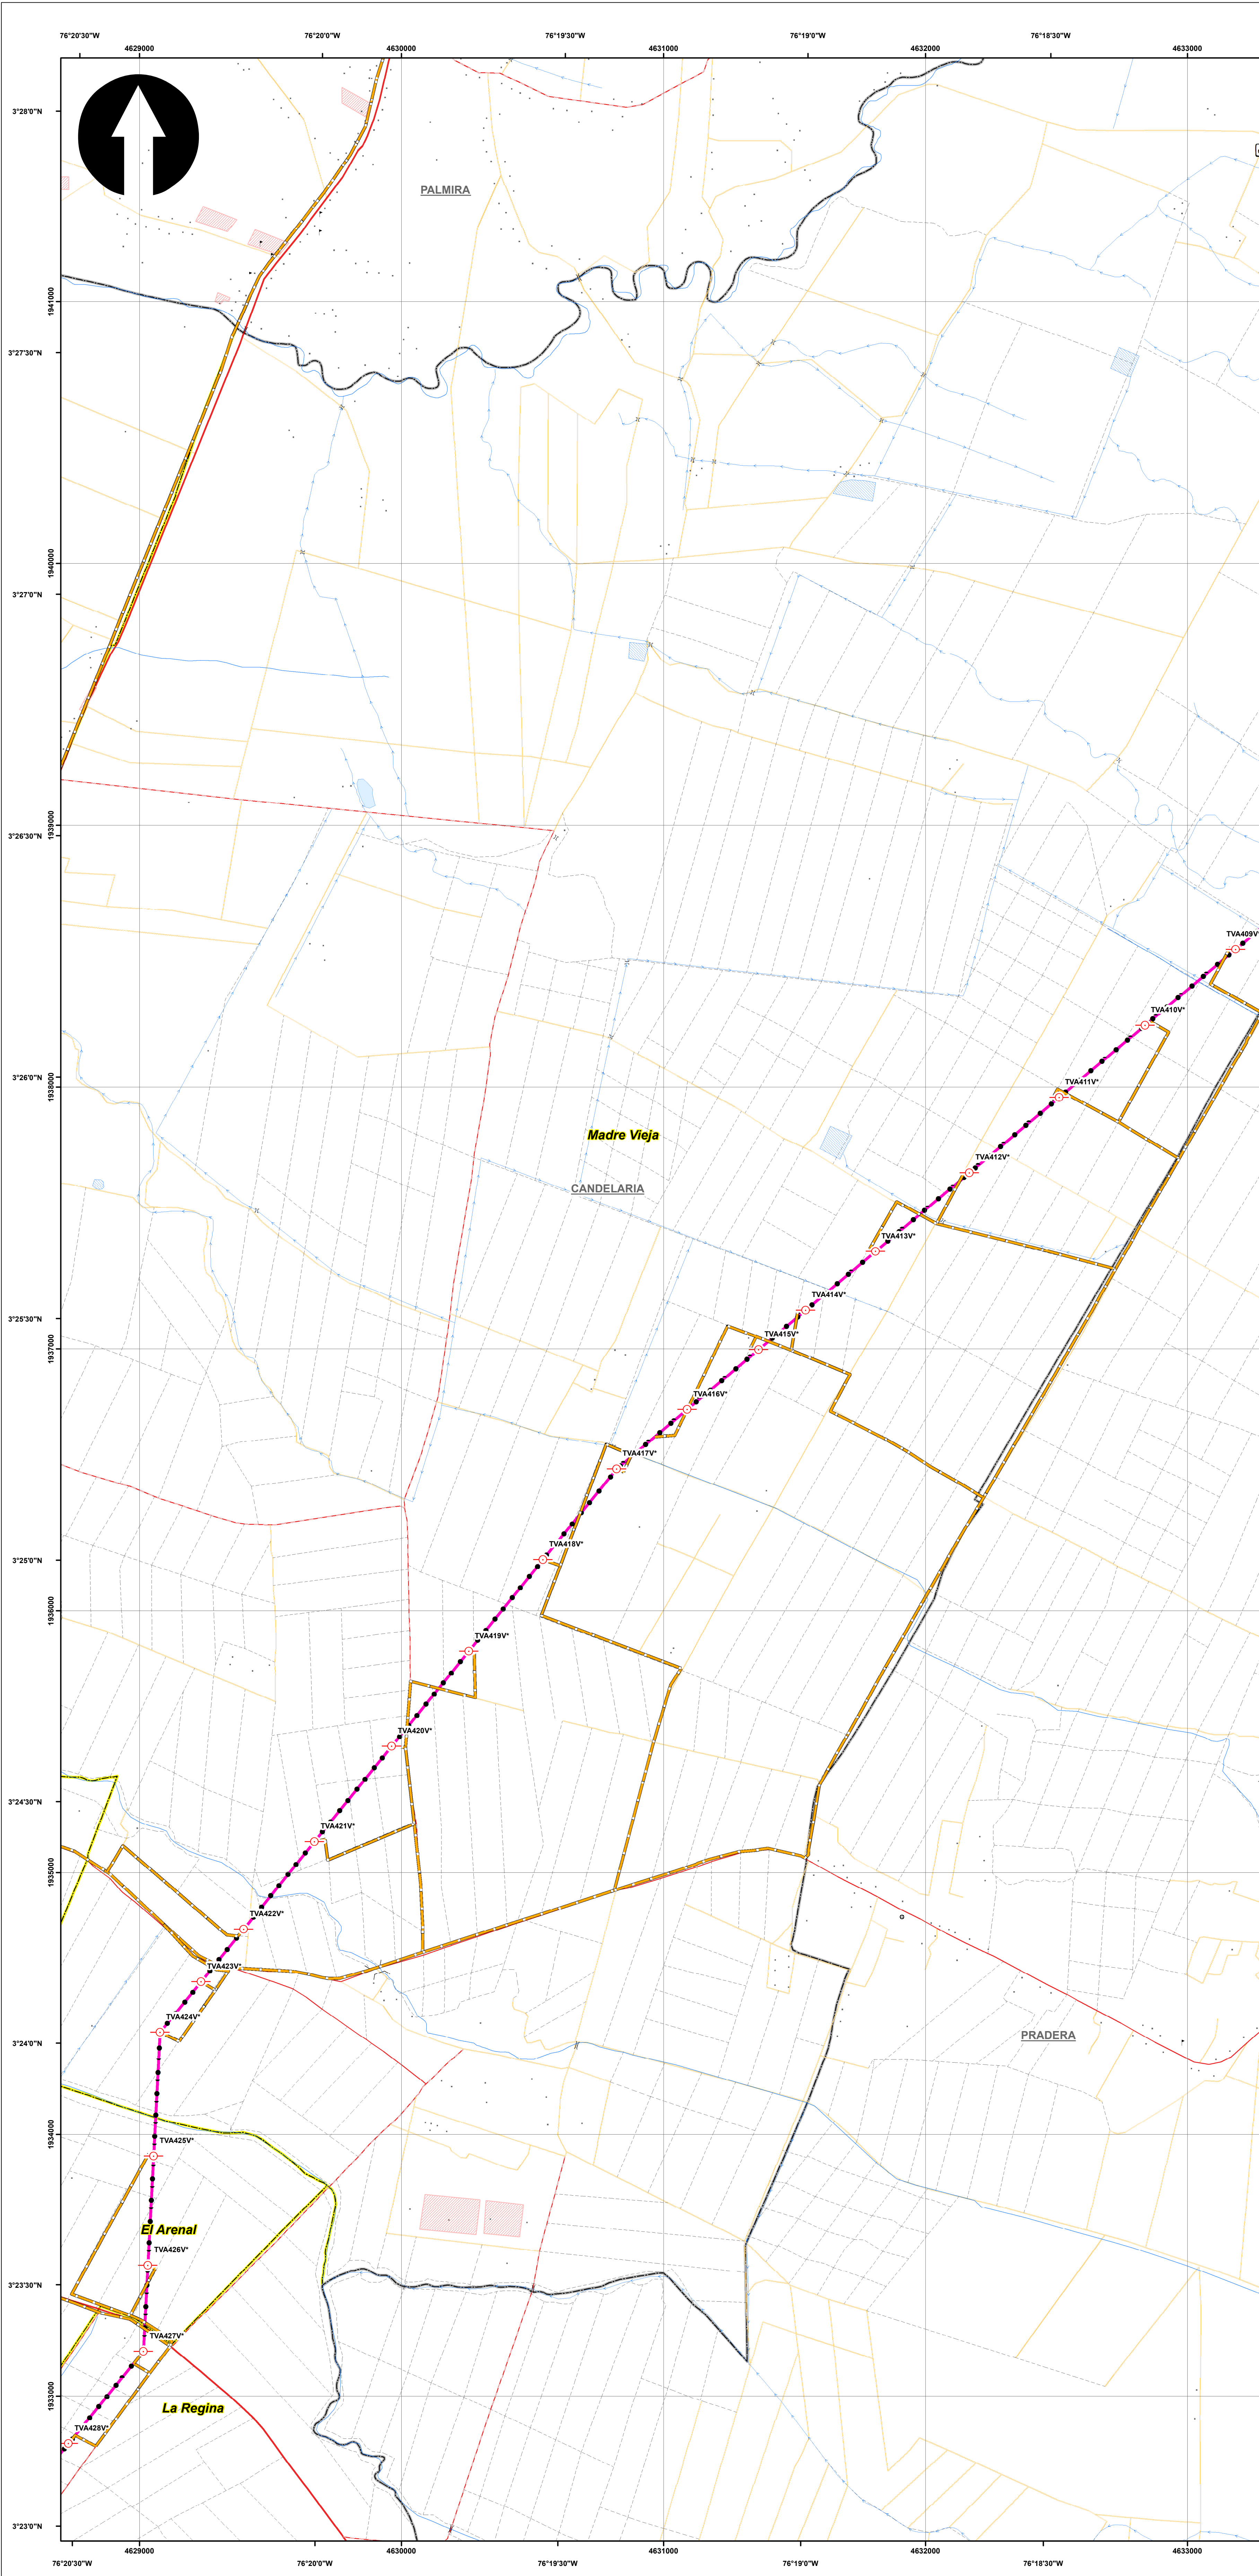 76°20'30"W 76°20'0"W 76°19'30"W 76°19'0"W 76°18'30"W
4629000 4630000 4631000 4632000 4633000
3°28'0"N
PALMIRA
1941000
3°27'30"N
1940000
3°27'0"N
1939000
3°26'30"N
TVA409V*
TVA410V*
3°26'0"N
1938000
TVA411V*
Madre Vieja
TVA412V*
CANDELARIA
TVA413V*
TVA414V*
3°25'30"N
TVA415V*
1937000
TVA416V*
TVA417V*
TVA418V*
3°25'0"N
1936000
TVA419V*
TVA420V*
3°24'30"N
TVA421V*
1935000
TVA422V*
TVA423V*
TVA424V*
PRADERA
3°24'0"N
1934000
TVA425V*
El Arenal
TVA426V*
3°23'30"N
TVA427V*
1933000
La Regina
TVA428V*
3°23'0"N
4629000 4630000 4631000 4632000 4633000
76°20'30"W 76°20'0"W 76°19'30"W 76°19'0"W 76°18'30"W